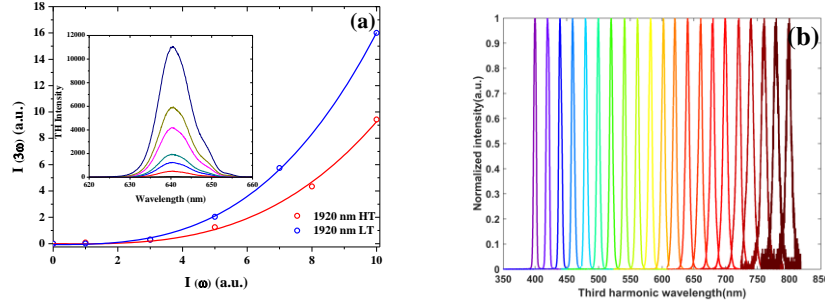 (a)
I (3ω) (a.u.)
18
16
14
12
10
8
6
4
2
0
0 2 4 6 8 10
I (ω) (a.u.)
1920 nm HT
1920 nm LT
TH Intensity
12000
10000
8000
6000
4000
2000
0
620 630 640 650 660
Wavelength (nm)
(b)
Normalized intensity(a.u.)
1
0.9
0.8
0.7
0.6
0.5
0.4
0.3
0.2
0.1
0
350 400 450 500 550 600 650 700 750 800 850
Third harmonic wavelength(nm)